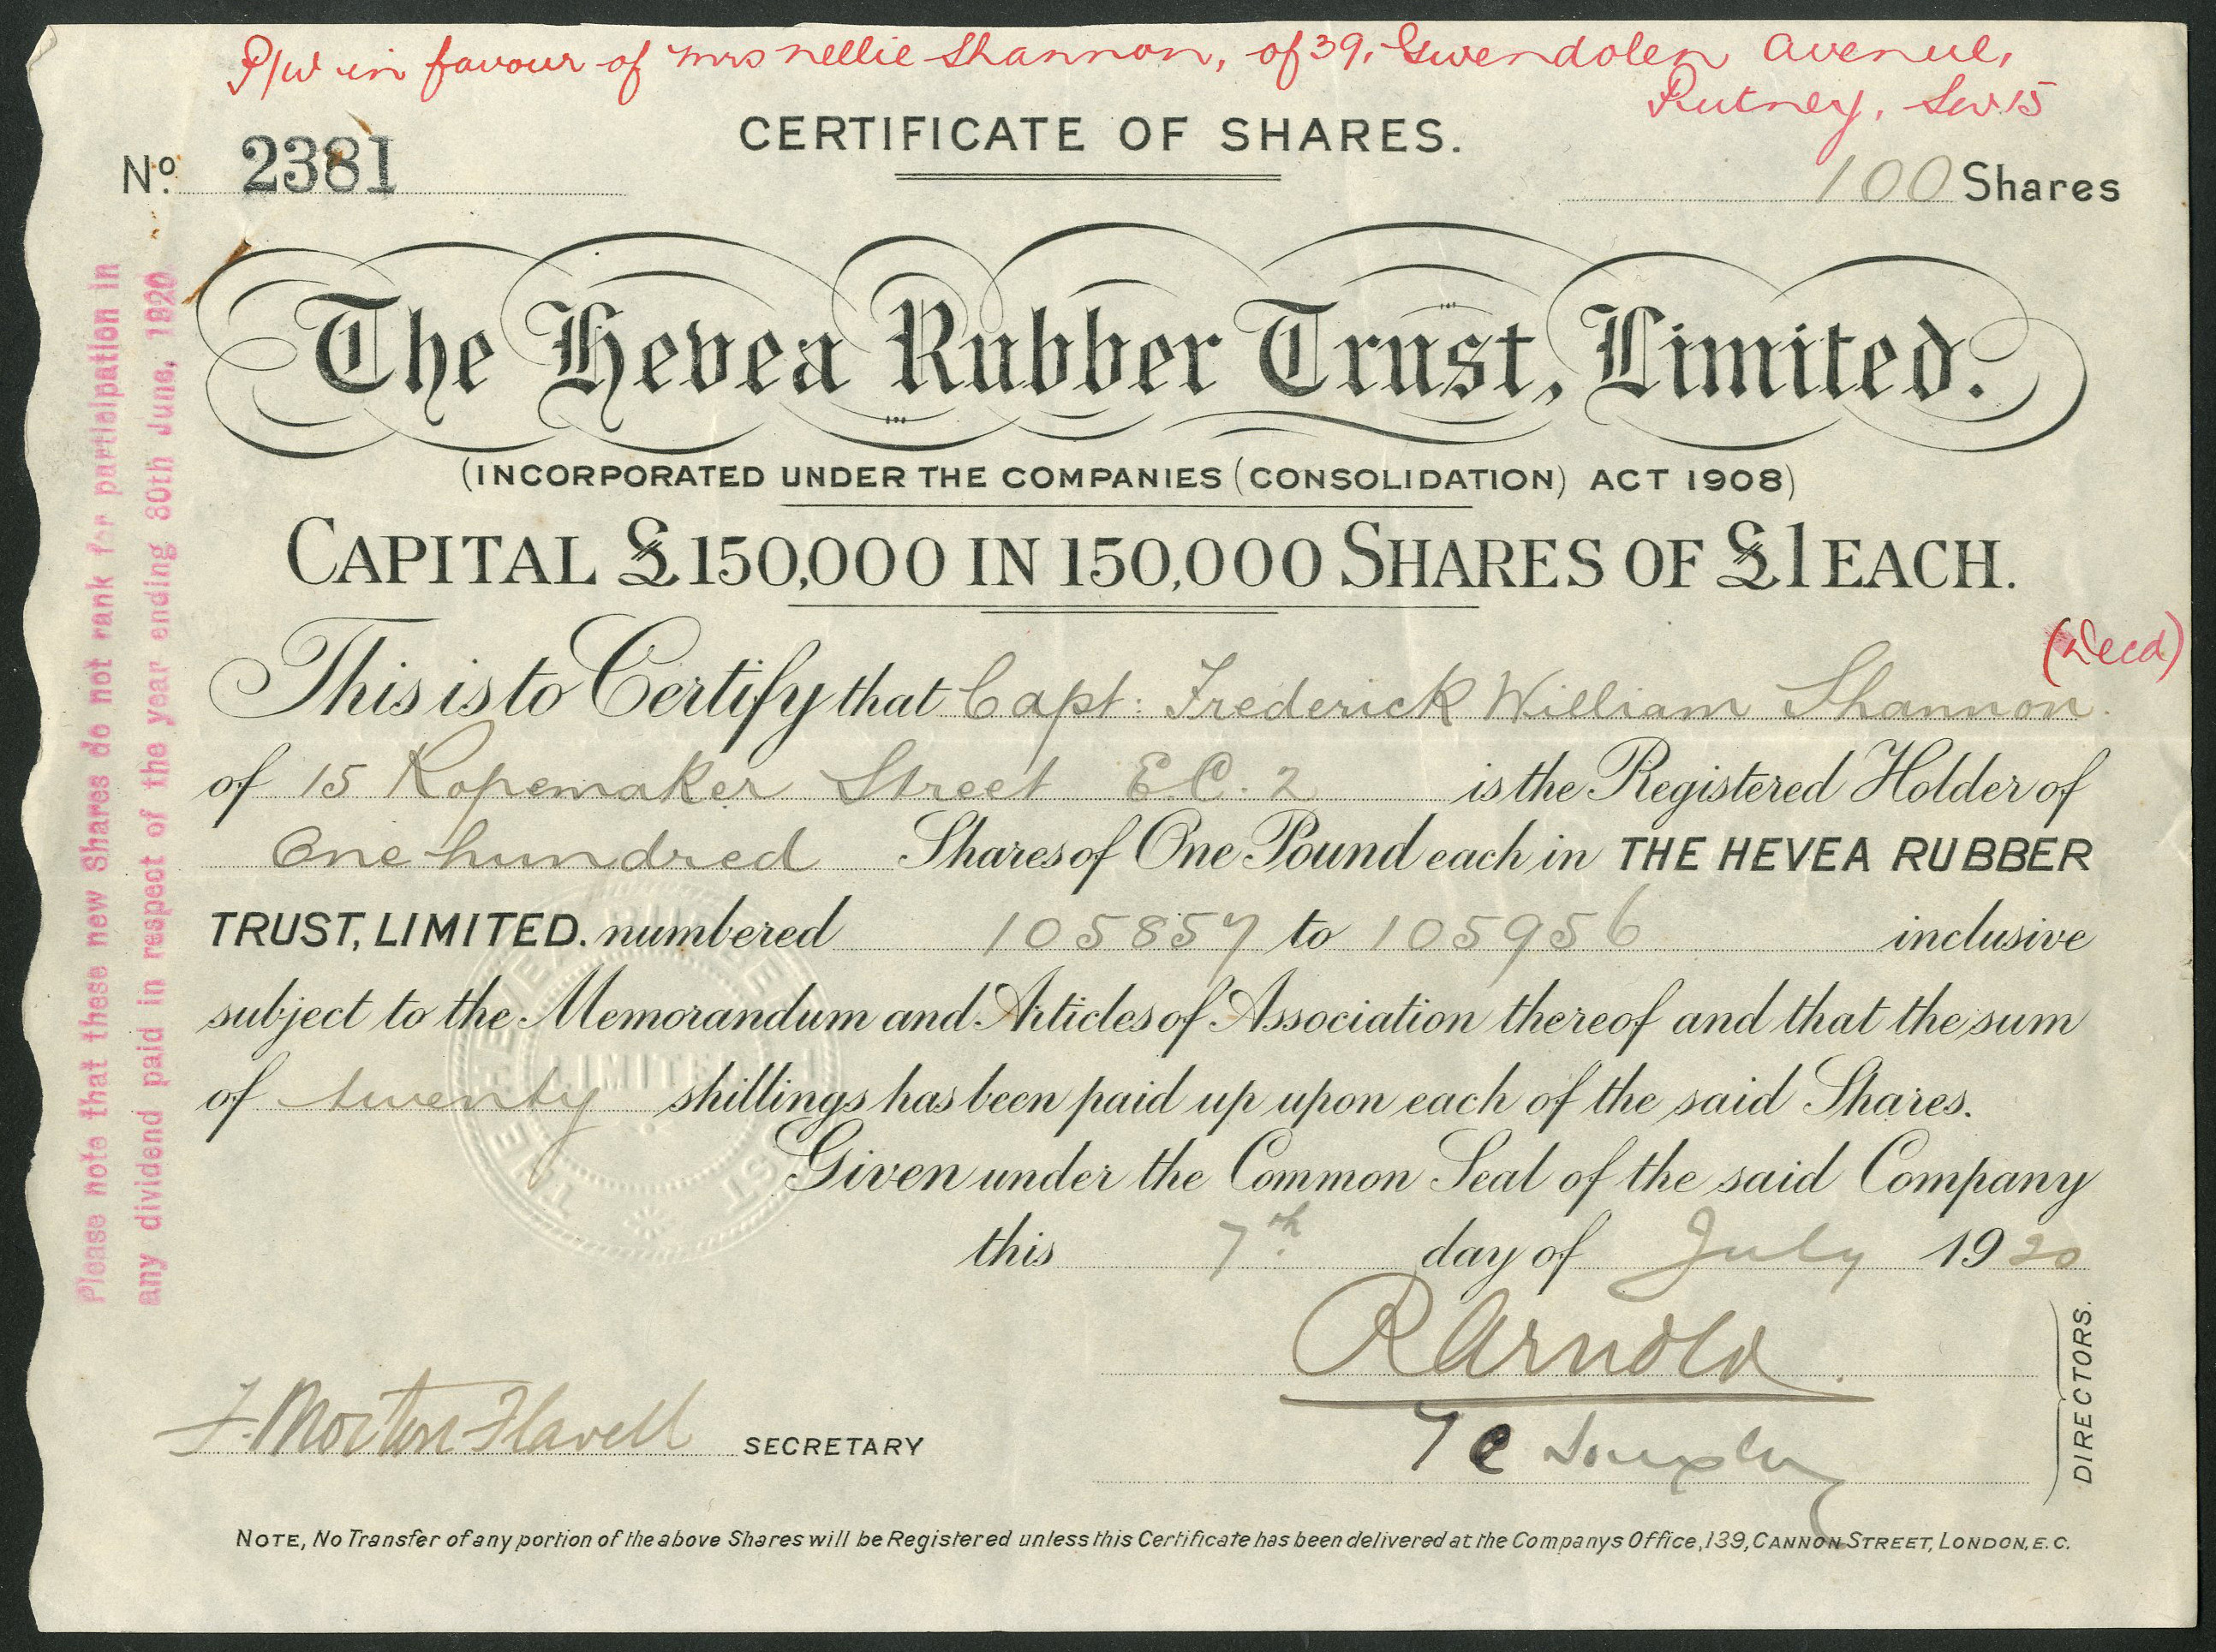 P/W in favour of Mrs Nellie Shannon, of 39, Gwendolen Avenue,
Putney, SW15
CERTIFICATE OF SHARES.
No. 2381
100 Shares
The Hevea Rubber Trust, Limited.
(INCORPORATED UNDER THE COMPANIES (CONSOLIDATION) ACT 1908)
CAPITAL £150,000 IN 150,000 SHARES OF £1 EACH.
(Decd)
This is to Certify that Capt: Frederick William Shannon.
of 15 Ropemaker Street E.C.2 is the Registered Holder of
One hundred Shares of One Pound each in THE HEVEA RUBBER
TRUST, LIMITED. numbered 105857 to 105956 inclusive
subject to the Memorandum and Articles of Association thereof and that the sum
of twenty shillings has been paid up upon each of the said Shares.
Given under the Common Seal of the said Company
this 7th day of July 1920
R Arnold
F. Morton Flavell SECRETARY
DIRECTORS.
NOTE, No Transfer of any portion of the above Shares will be Registered unless this Certificate has been delivered at the Companys Office, 139, CANNON STREET, LONDON, E.C.
Please note that these new Shares do not rank for participation in
any dividend paid in respect of the year ending 30th June, 1920
THE HEVEA RUBBER TRUST
LIMITED